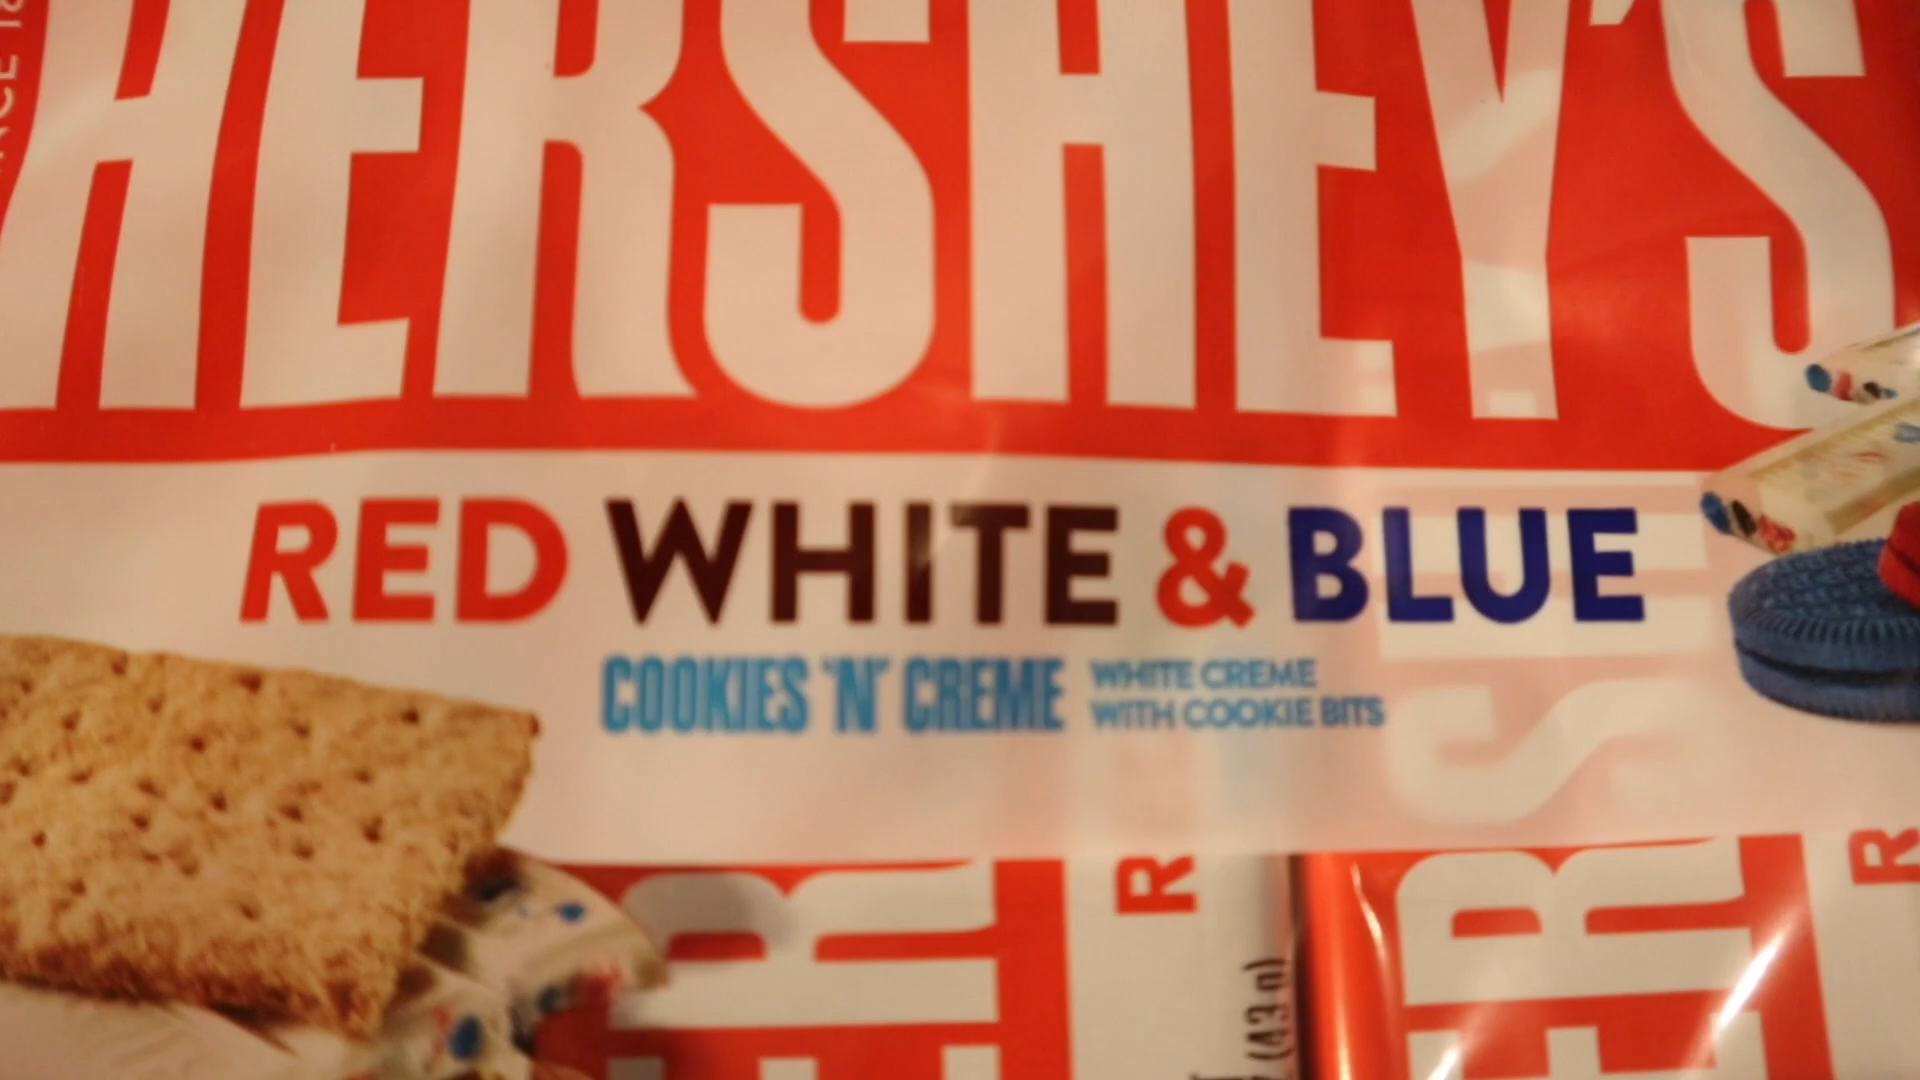 HERSHEY'S
RED WHITE & BLUE
COOKIES 'N' CREME
WHITE CREME
WITH COOKIE BITS
R
R